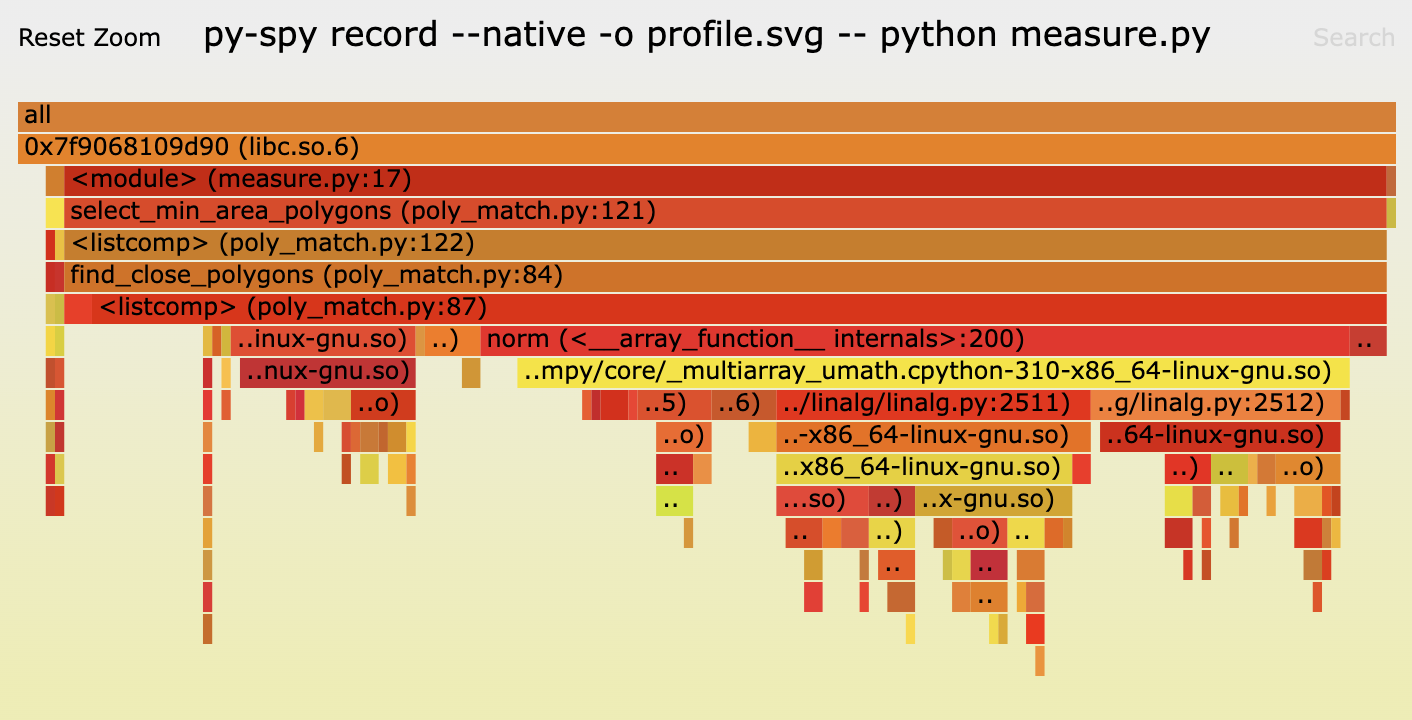 Reset Zoom py-spy record --native -o profile.svg -- python measure.py Search
all
0x7f9068109d90 (libc.so.6)
<module> (measure.py:17)
select_min_area_polygons (poly_match.py:121)
<listcomp> (poly_match.py:122)
find_close_polygons (poly_match.py:84)
<listcomp> (poly_match.py:87)
..inux-gnu.so) ..) norm (<__array_function__ internals>:200) ..
..nux-gnu.so) ..mpy/core/_multiarray_umath.cpython-310-x86_64-linux-gnu.so)
..o) ..5) ..6) ../linalg/linalg.py:2511) ..g/linalg.py:2512)
..o) ..-x86_64-linux-gnu.so) ..64-linux-gnu.so)
.. ..x86_64-linux-gnu.so) ..) .. ..o)
.. ...so) ..) ..x-gnu.so)
.. ..) ..o) ..
.. ..
..